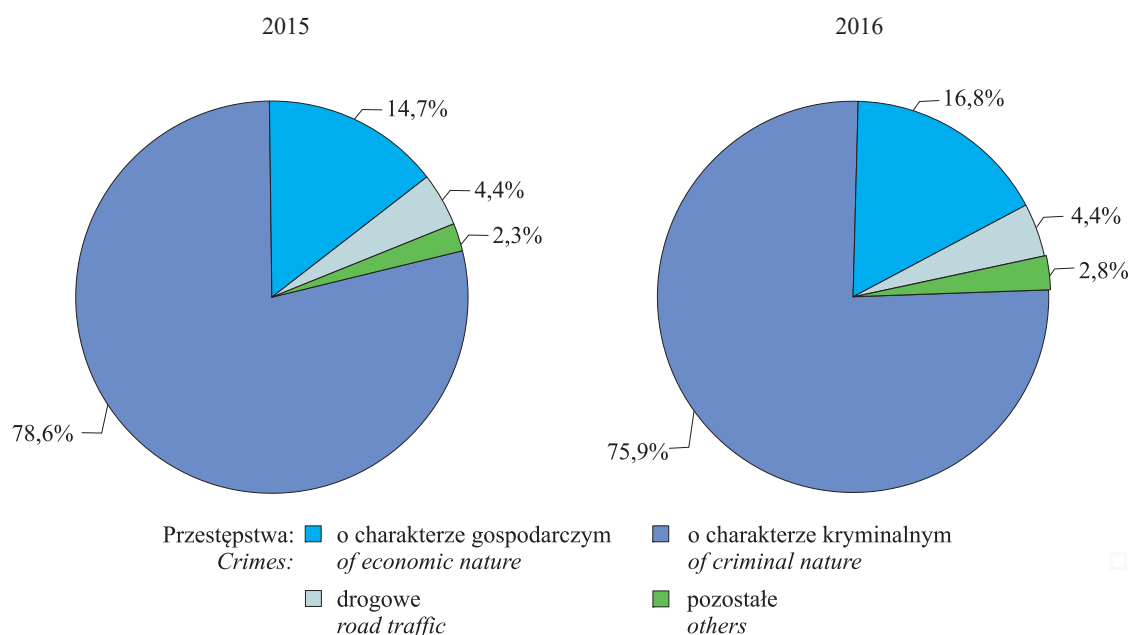 2015
2016
14,7%
4,4%
2,3%
78,6%
16,8%
4,4%
2,8%
75,9%
Przestępstwa:
Crimes:
o charakterze gospodarczym
of economic nature
o charakterze kryminalnym
of criminal nature
drogowe
road traffic
pozostałe
others